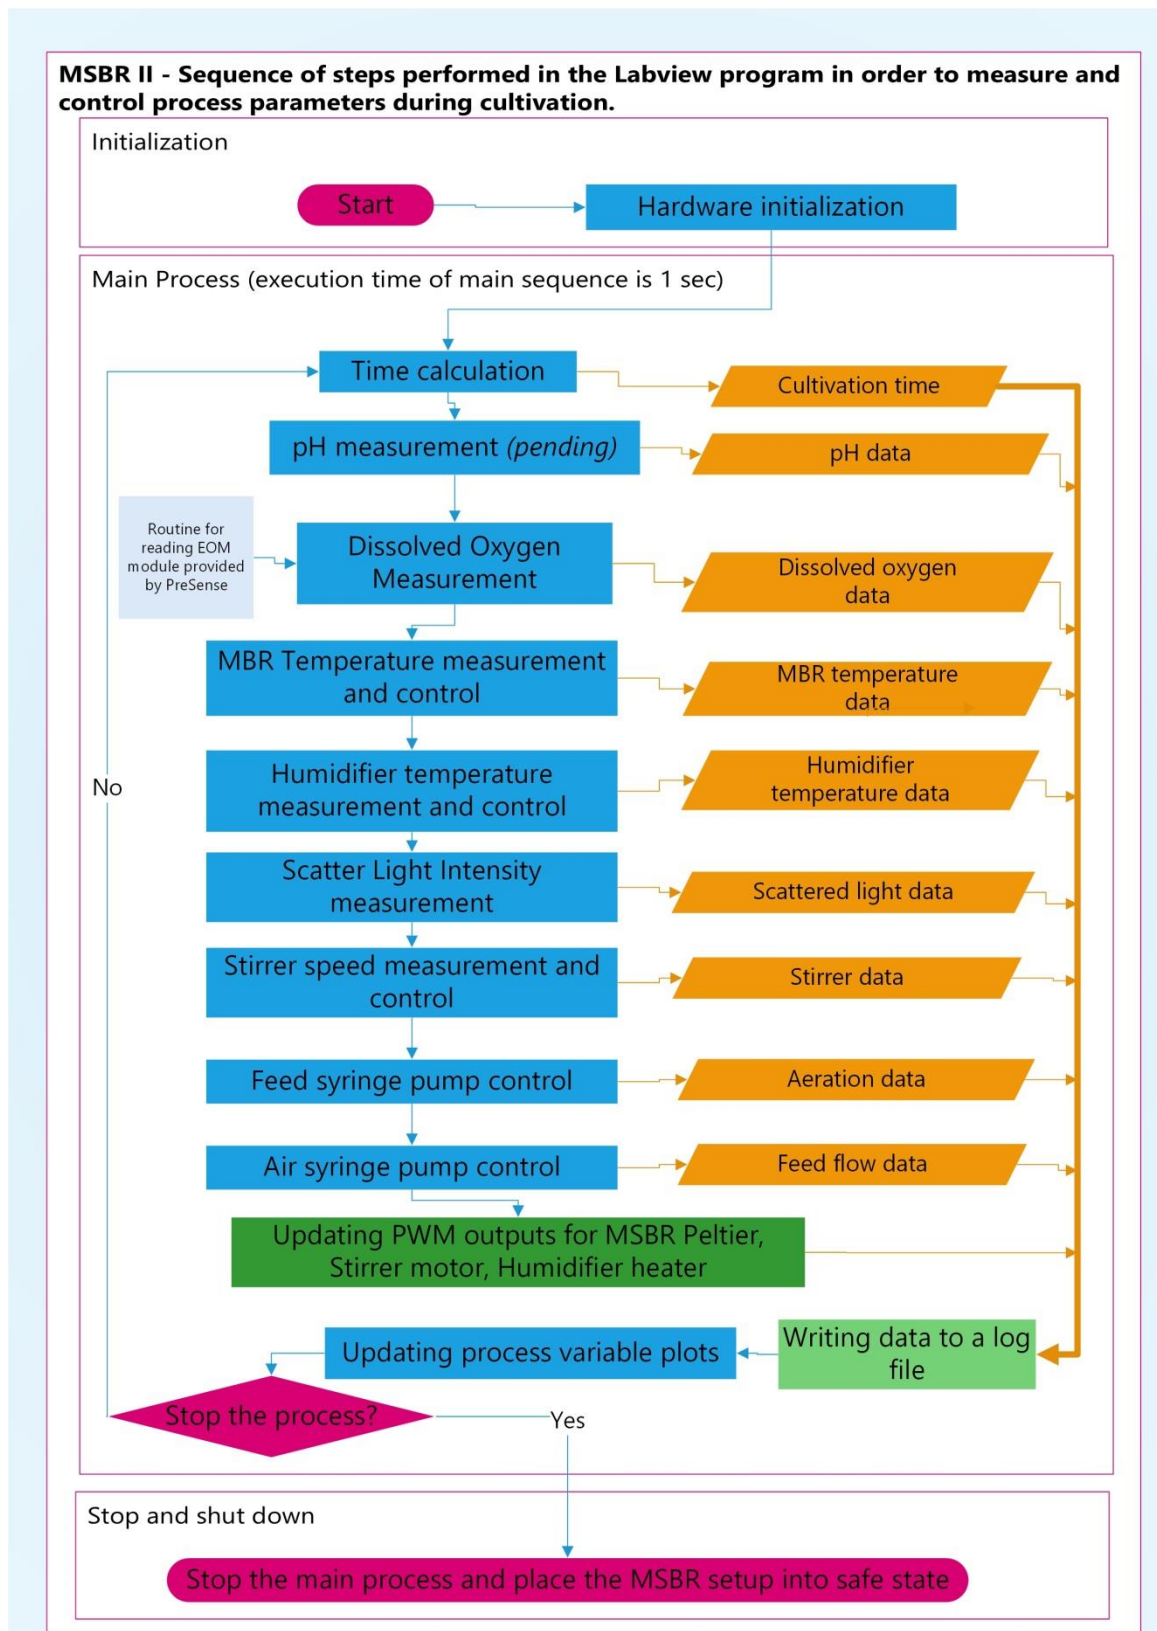 MSBR II - Sequence of steps performed in the Labview program in order to measure and
control process parameters during cultivation.
Initialization
Start
Hardware initialization
Main Process (execution time of main sequence is 1 sec)
Time calculation
Cultivation time
pH measurement (pending)
pH data
Routine for
reading EOM
module provided
by PreSense
Dissolved Oxygen
Measurement
Dissolved oxygen
data
MBR Temperature measurement
and control
MBR temperature
data
Humidifier temperature
measurement and control
Humidifier
temperature data
No
Scatter Light Intensity
measurement
Scattered light data
Stirrer speed measurement and
control
Stirrer data
Feed syringe pump control
Aeration data
Air syringe pump control
Feed flow data
Updating PWM outputs for MSBR Peltier,
Stirrer motor, Humidifier heater
Writing data to a log
file
Updating process variable plots
Stop the process?
Yes
Stop and shut down
Stop the main process and place the MSBR setup into safe state